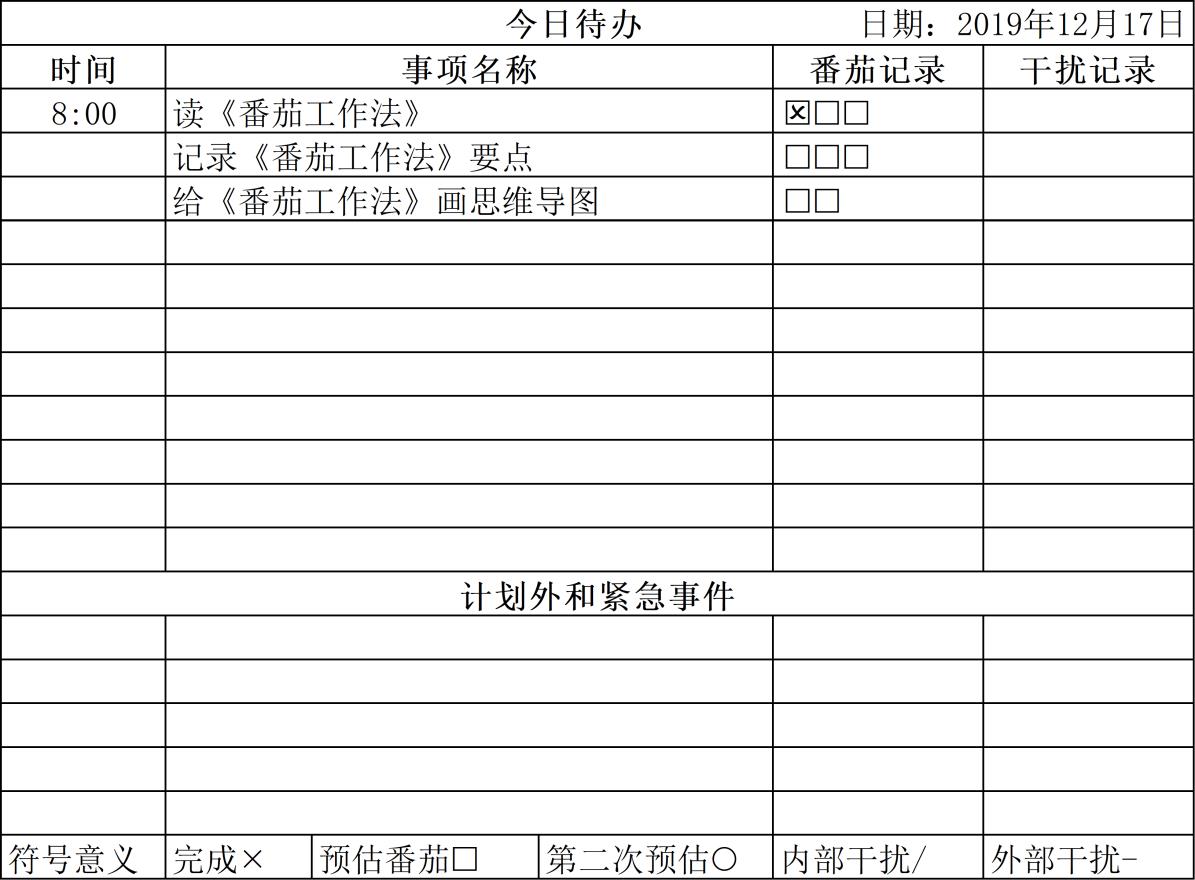 今日待办 日期：2019年12月17日
时间 事项名称 番茄记录 干扰记录
8:00 读《番茄工作法》 ☒□□
记录《番茄工作法》要点 □□□
给《番茄工作法》画思维导图 □□
计划外和紧急事件
符号意义 完成× 预估番茄□ 第二次预估○ 内部干扰/ 外部干扰-